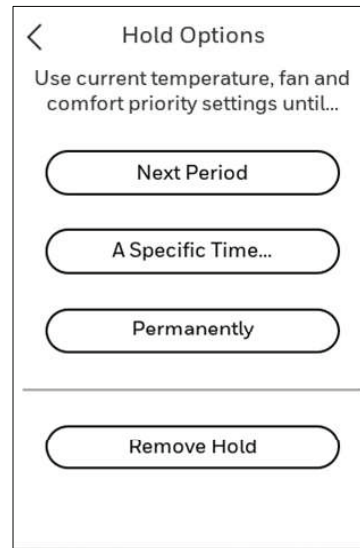 Hold Options
Use current temperature, fan and
comfort priority settings until...
Next Period
A Specific Time...
Permanently
Remove Hold